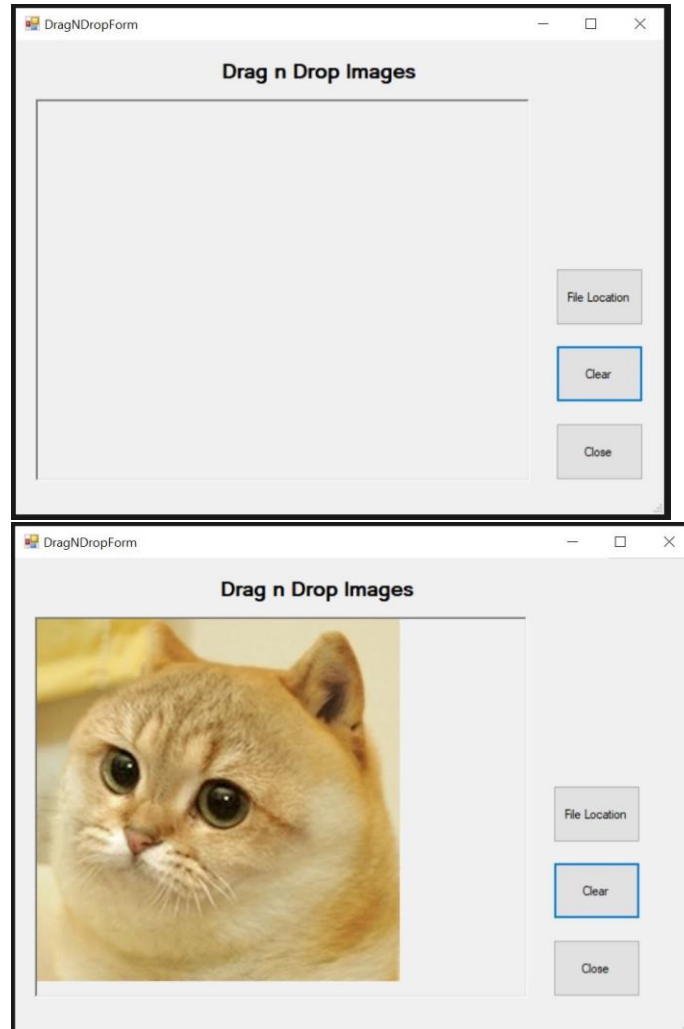 DragNDropForm
Drag n Drop Images
File Location
Clear
Close
DragNDropForm
Drag n Drop Images
File Location
Clear
Close